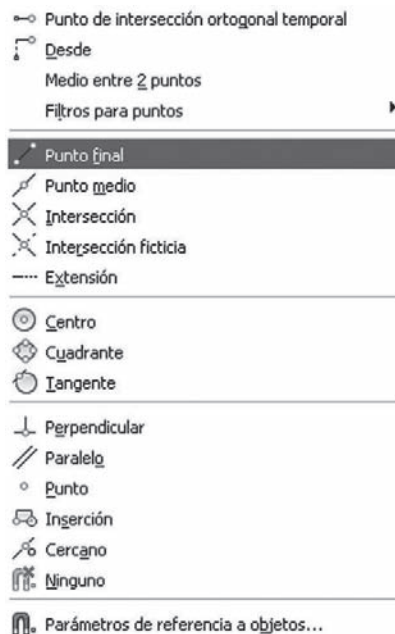 Punto de intersección ortogonal temporal
Desde
Medio entre 2 puntos
Filtros para puntos
Punto final
Punto medio
Intersección
Intersección ficticia
Extensión
Centro
Cuadrante
Tangente
Perpendicular
Paralelo
Punto
Inserción
Cercano
Ninguno
Parámetros de referencia a objetos...